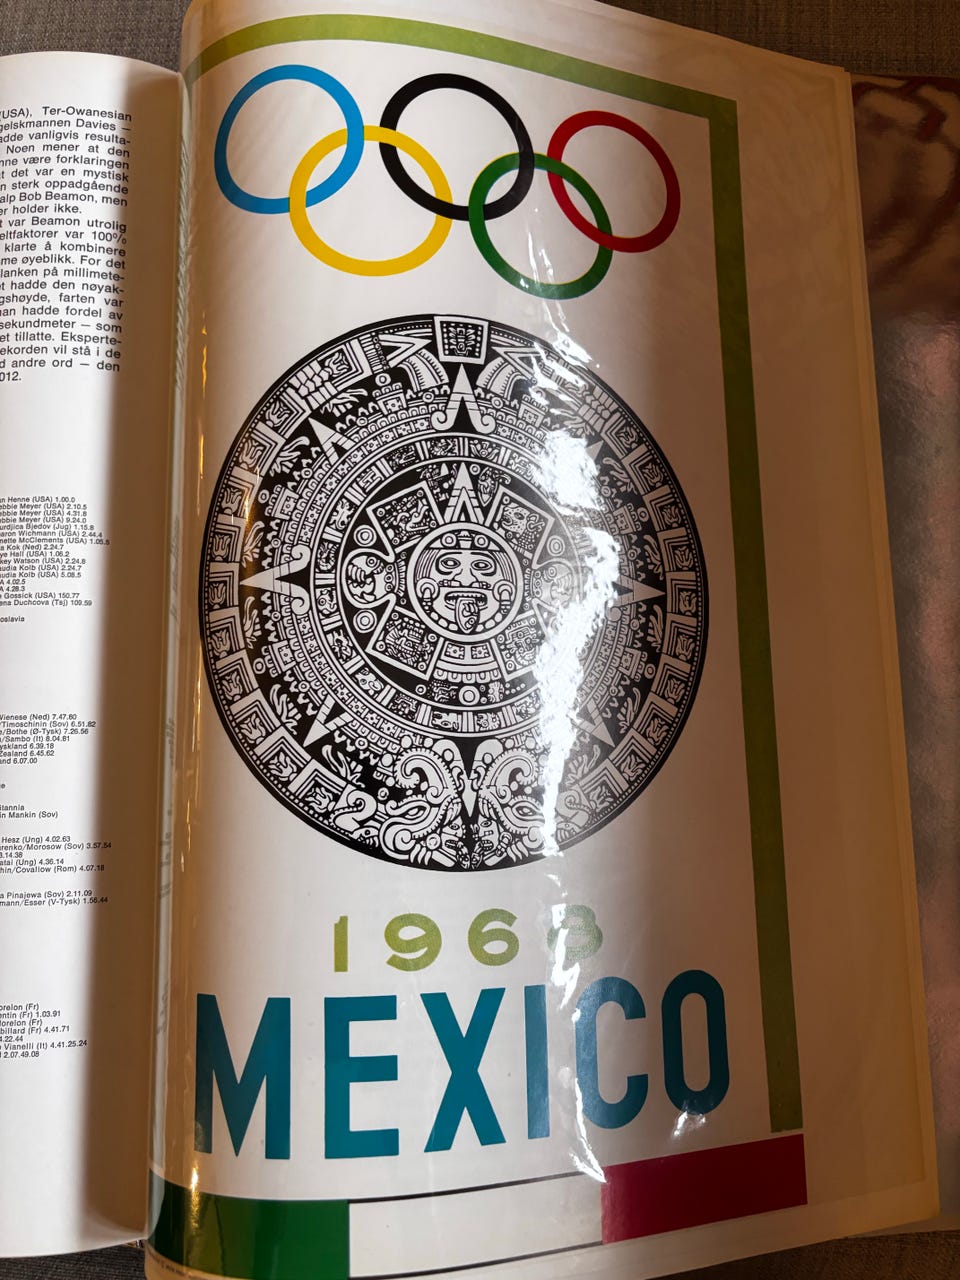 (USA), Ter-Owanesian
gelskmannen Davies —
adde vanligvis resulta-
Noen mener at den
nne være forklaringen
t det var en mystisk
n sterk oppadgående
alp Bob Beamon, men
er holder ikke.
t var Beamon utrolig
eltfaktorer var 100%
klarte å kombinere
me øyeblikk. For det
lanken på millimete-
et hadde den nøyak-
gshøyde, farten var
han hadde fordel av
sekundmeter — som
et tillatte. Eksperte-
ekorden vil stå i de
d andre ord — den
012.
n Henne (USA) 1.00.0
ebbie Meyer (USA) 2.10.5
ebbie Meyer (USA) 4.31.8
ebbie Meyer (USA) 9.24.0
urdjica Bjedov (Jug) 1.15.8
aron Wichmann (USA) 2.44.4
nette McClements (USA) 1.05.5
a Kok (Ned) 2.24.7
ye Hall (USA) 1.06.2
key Watson (USA) 2.24.8
udia Kolb (USA) 2.24.7
udia Kolb (USA) 5.08.5
A 4.02.5
A 4.28.3
e Gossick (USA) 150.77
ena Duchcova (Tsj) 109.59
oslavia
Wienese (Ned) 7.47.80
/Timoschinin (Sov) 6.51.82
e/Bothe (Ø-Tysk) 7.26.56
/Sambo (It) 8.04.81
yskland 6.39.18
Zealand 6.45.62
and 6.07.00
ce
itannia
in Mankin (Sov)
Hesz (Ung) 4.02.63
arenko/Morosow (Sov) 3.57.54
3.14.38
atai (Ung) 4.36.14
hin/Covaliow (Rom) 4.07.18
a Pinajewa (Sov) 2.11.09
mann/Esser (V-Tysk) 1.56.44
orelon (Fr)
entin (Fr) 1.03.91
Morelon (Fr)
billard (Fr) 4.41.71
4.22.44
Vianelli (It) 4.41.25.24
d 2.07.49.08
1968
MEXICO